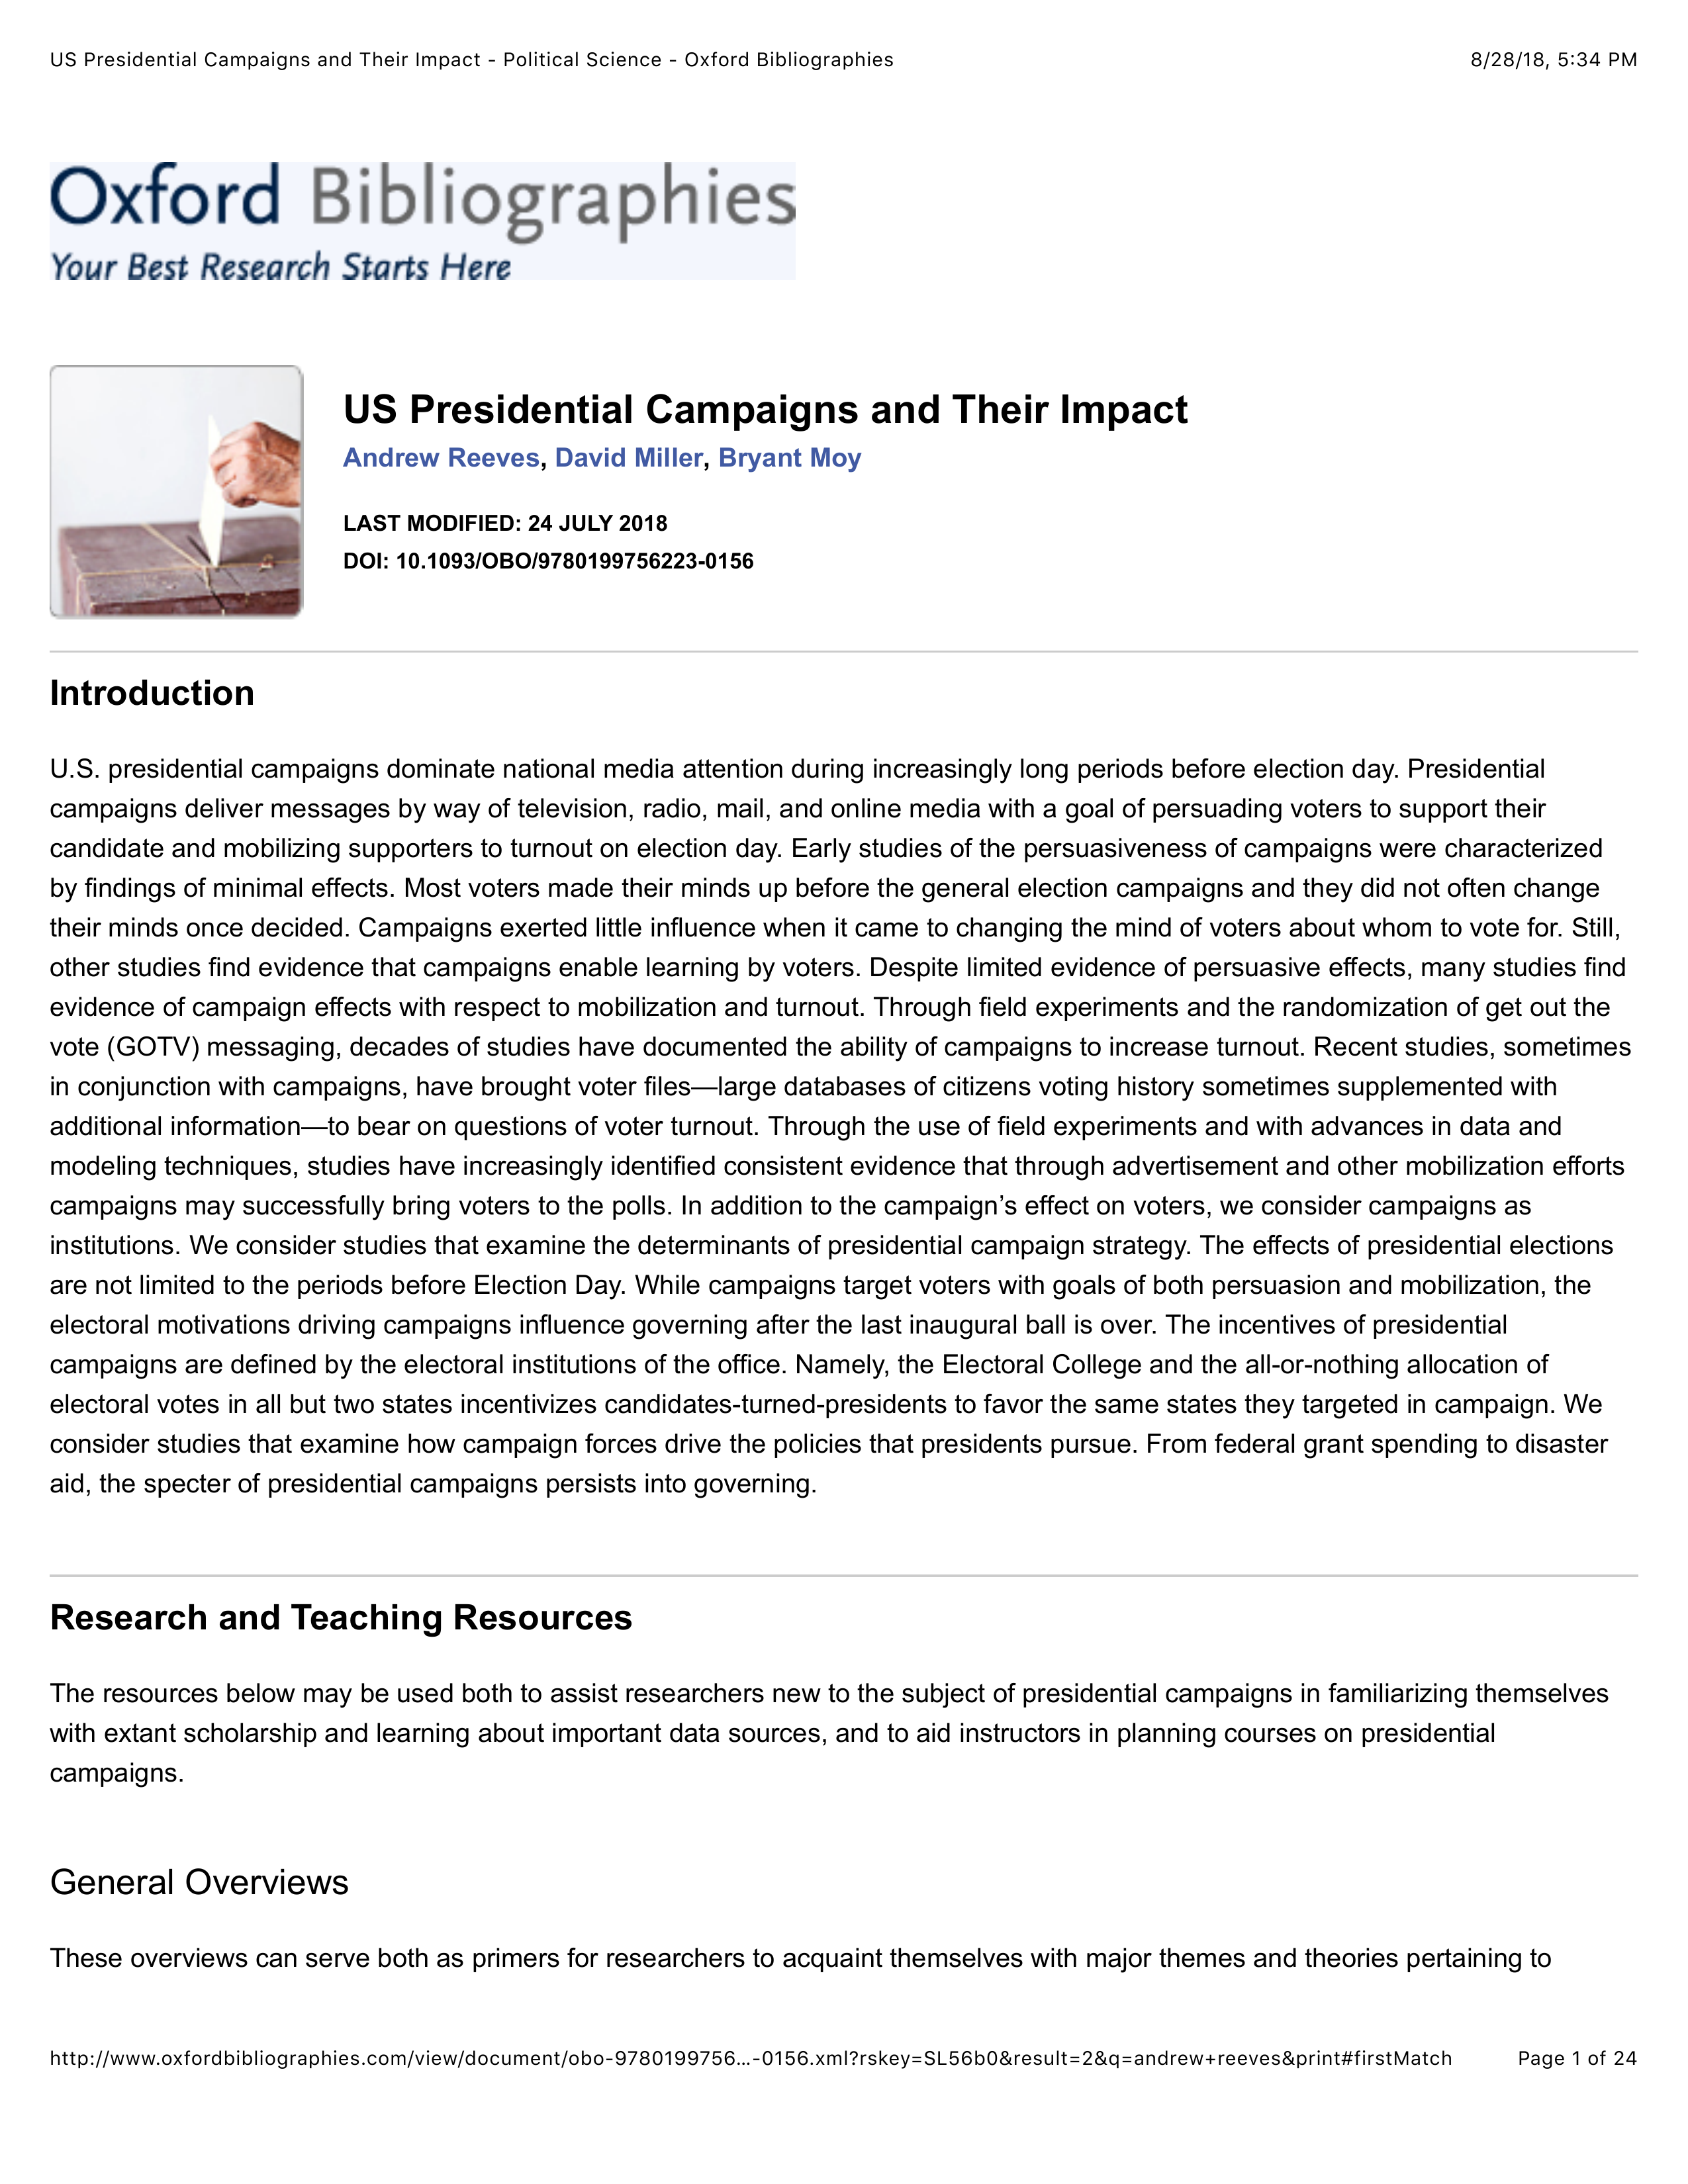 US Presidential Campaigns and Their Impact - Political Science - Oxford Bibliographies
8/28/18, 5:34 PM
Oxford Bibliographies
Your Best Research Starts Here
US Presidential Campaigns and Their Impact
Andrew Reeves, David Miller, Bryant Moy
LAST MODIFIED: 24 JULY 2018
DOI: 10.1093/OBO/9780199756223-0156
Introduction
U.S. presidential campaigns dominate national media attention during increasingly long periods before election day. Presidential
campaigns deliver messages by way of television, radio, mail, and online media with a goal of persuading voters to support their
candidate and mobilizing supporters to turnout on election day. Early studies of the persuasiveness of campaigns were characterized
by findings of minimal effects. Most voters made their minds up before the general election campaigns and they did not often change
their minds once decided. Campaigns exerted little influence when it came to changing the mind of voters about whom to vote for. Still,
other studies find evidence that campaigns enable learning by voters. Despite limited evidence of persuasive effects, many studies find
evidence of campaign effects with respect to mobilization and turnout. Through field experiments and the randomization of get out the
vote (GOTV) messaging, decades of studies have documented the ability of campaigns to increase turnout. Recent studies, sometimes
in conjunction with campaigns, have brought voter files—large databases of citizens voting history sometimes supplemented with
additional information—to bear on questions of voter turnout. Through the use of field experiments and with advances in data and
modeling techniques, studies have increasingly identified consistent evidence that through advertisement and other mobilization efforts
campaigns may successfully bring voters to the polls. In addition to the campaign’s effect on voters, we consider campaigns as
institutions. We consider studies that examine the determinants of presidential campaign strategy. The effects of presidential elections
are not limited to the periods before Election Day. While campaigns target voters with goals of both persuasion and mobilization, the
electoral motivations driving campaigns influence governing after the last inaugural ball is over. The incentives of presidential
campaigns are defined by the electoral institutions of the office. Namely, the Electoral College and the all-or-nothing allocation of
electoral votes in all but two states incentivizes candidates-turned-presidents to favor the same states they targeted in campaign. We
consider studies that examine how campaign forces drive the policies that presidents pursue. From federal grant spending to disaster
aid, the specter of presidential campaigns persists into governing.
Research and Teaching Resources
The resources below may be used both to assist researchers new to the subject of presidential campaigns in familiarizing themselves
with extant scholarship and learning about important data sources, and to aid instructors in planning courses on presidential
campaigns.
General Overviews
These overviews can serve both as primers for researchers to acquaint themselves with major themes and theories pertaining to
http://www.oxfordbibliographies.com/view/document/obo-9780199756…-0156.xml?rskey=SL56b0&result=2&q=andrew+reeves&print#firstMatch
Page 1 of 24